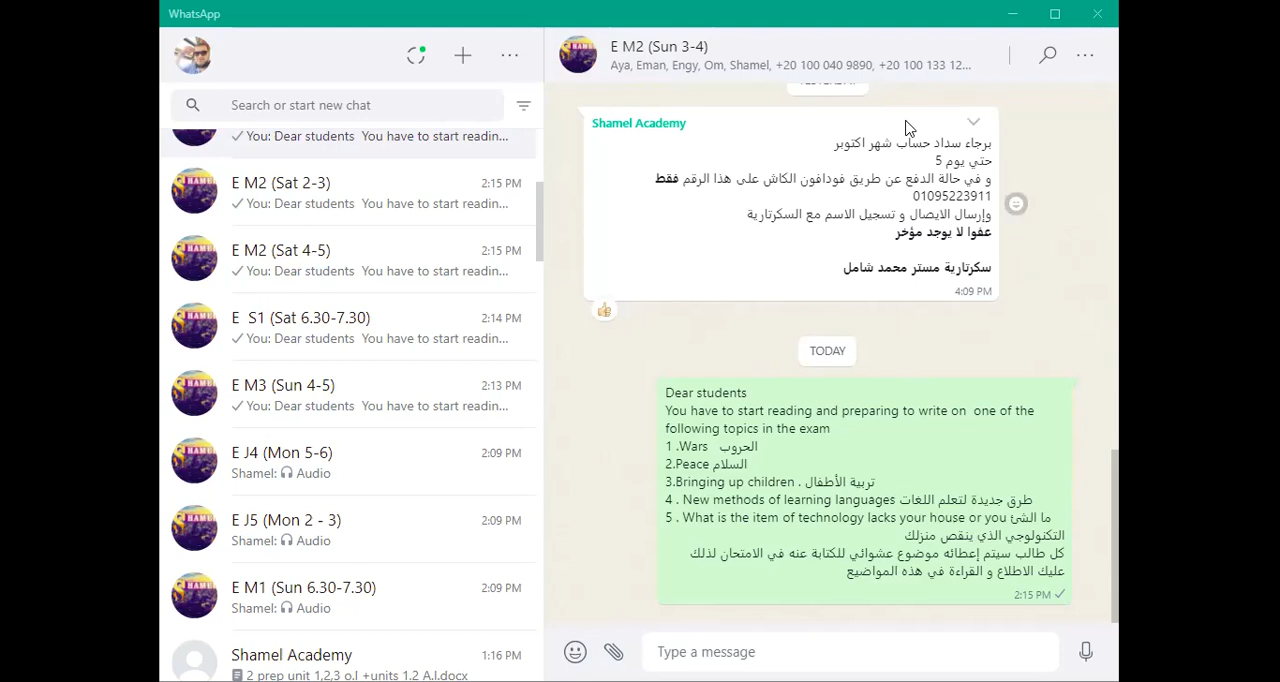 WhatsApp
Search or start new chat
You: Dear students You have to start readin...
E M2 (Sat 2-3)
2:15 PM
You: Dear students You have to start readin...
E M2 (Sat 4-5)
2:15 PM
You: Dear students You have to start readin...
E S1 (Sat 6.30-7.30)
2:14 PM
You: Dear students You have to start readin...
E M3 (Sun 4-5)
2:13 PM
You: Dear students You have to start readin...
E J4 (Mon 5-6)
2:09 PM
Shamel: Audio
E J5 (Mon 2 - 3)
2:09 PM
Shamel: Audio
E M1 (Sun 6.30-7.30)
2:09 PM
Shamel: Audio
Shamel Academy
1:16 PM
2 prep unit 1,2,3 o.l +units 1.2 A.l.docx
E M2 (Sun 3-4)
Aya, Eman, Engy, Om, Shamel, +20 100 040 9890, +20 100 133 12...
YESTERDAY
Shamel Academy
برجاء سداد حساب شهر اكتوبر
حتي يوم 5
و في حالة الدفع عن طريق فودافون الكاش على هذا الرقم فقط
01095223911
وإرسال الايصال و تسجيل الاسم مع السكرتارية
عفوا لا يوجد مؤخر
سكرتارية مستر محمد شامل
4:09 PM
TODAY
Dear students
You have to start reading and preparing to write on one of the
following topics in the exam
1 .Wars الحروب
2.Peace السلام
3.Bringing up children . تربية الأطفال
4 . New methods of learning languages طرق جديدة لتعلم اللغات
5 . What is the item of technology lacks your house or you ما الشئ
التكنولوجي الذي ينقص منزلك
كل طالب سيتم إعطائه موضوع عشوائي للكتابة عنه في الامتحان لذلك
عليك الاطلاع و القراءة في هذه المواضيع
2:15 PM
Type a message